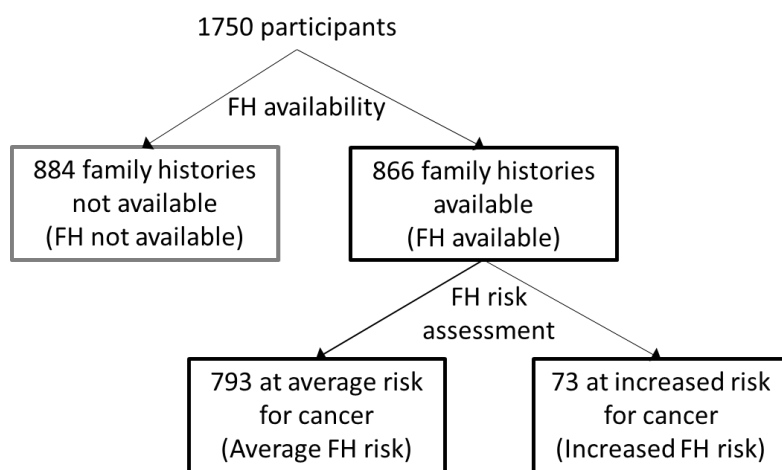 1750 participants
FH availability
884 family histories
not available
(FH not available)
866 family histories
available
(FH available)
FH risk
assessment
793 at average risk
for cancer
(Average FH risk)
73 at increased risk
for cancer
(Increased FH risk)